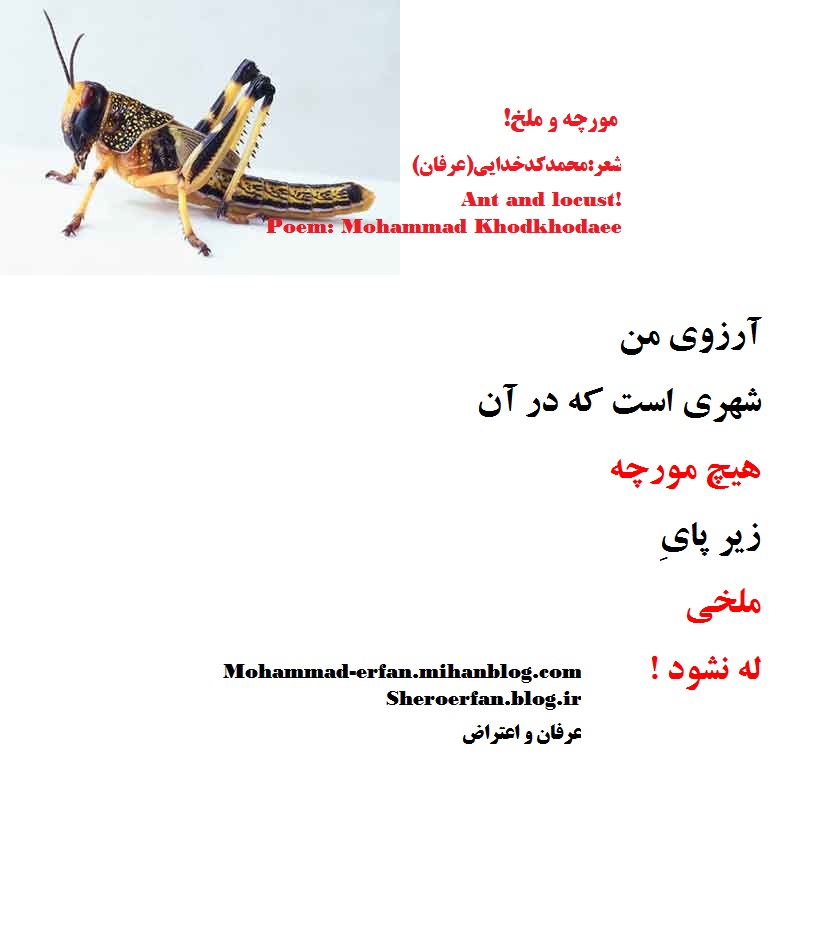 مورچه و ملخ!
شعر:محمدکدخدایی(عرفان)
Ant and locust!
Poem: Mohammad Khodkhodaee
آرزوی من
شهری است که در آن
هیچ مورچه
زیر پایِ
ملخی
له نشود !
Mohammad-erfan.mihanblog.com
Sheroerfan.blog.ir
عرفان و اعتراض